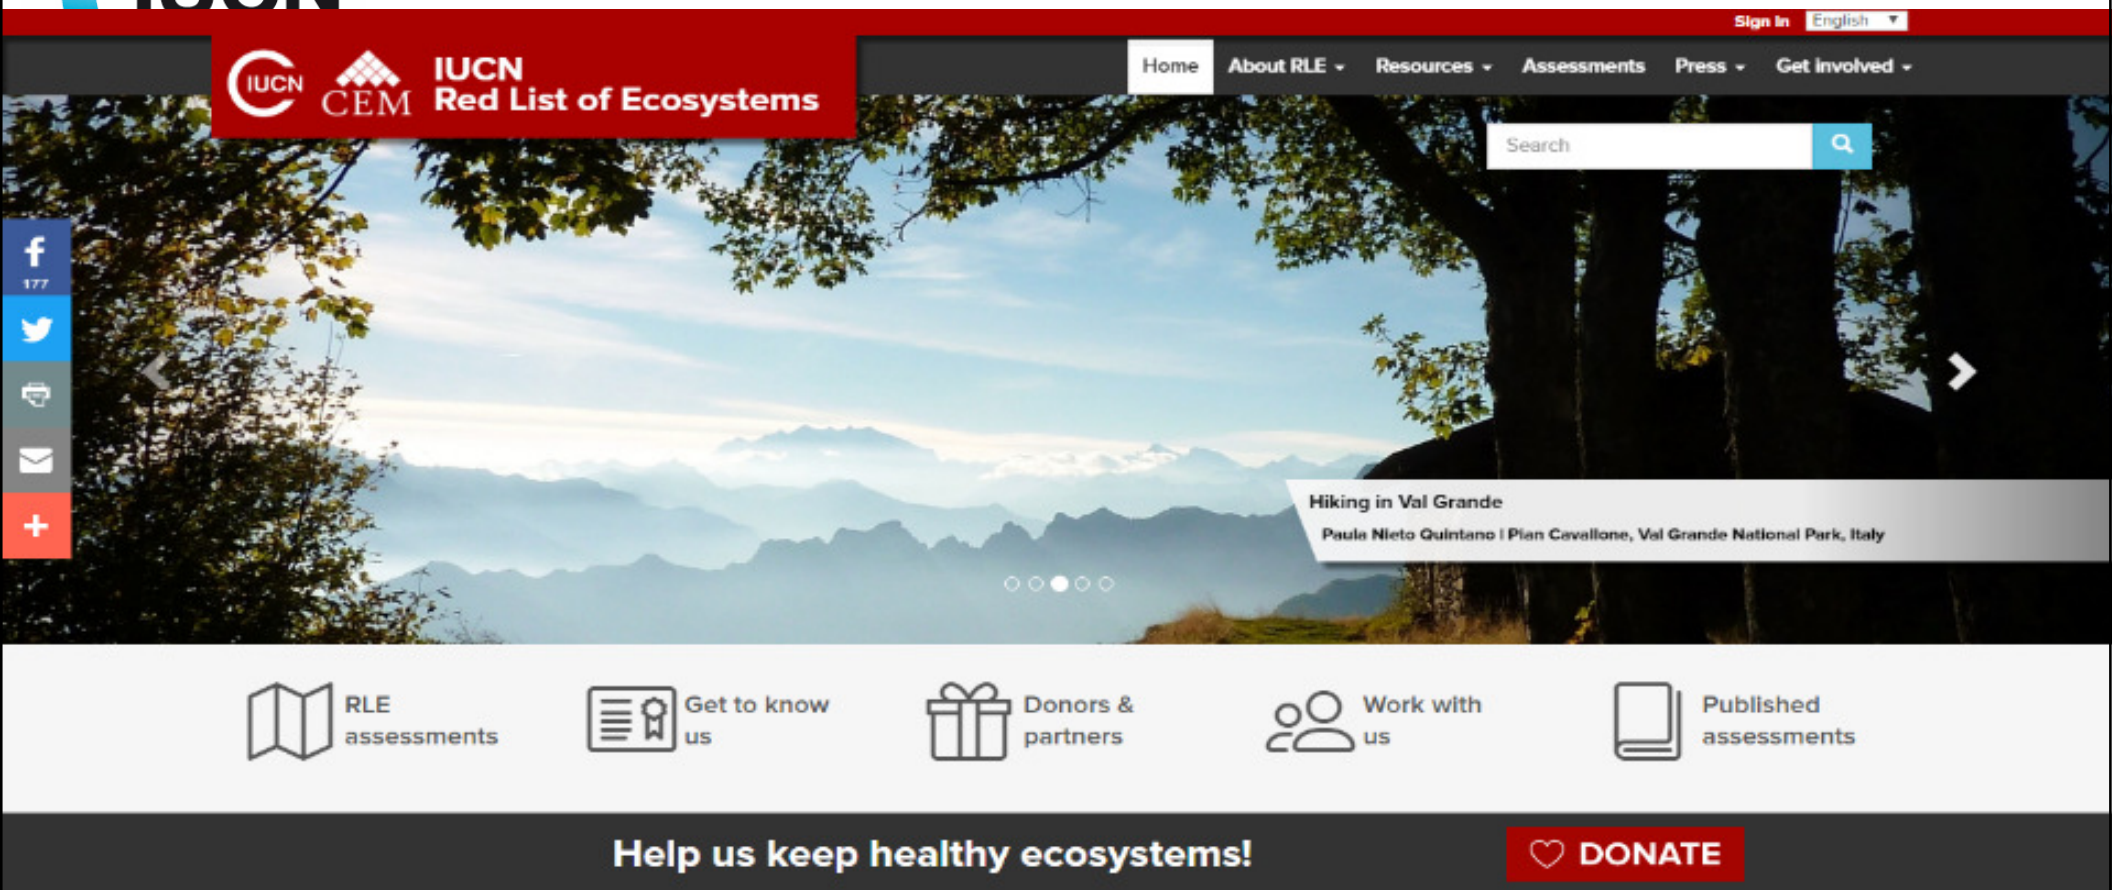 IUCN
Sign In English
IUCN
CEM
IUCN
Red List of Ecosystems
Home About RLE Resources Assessments Press Get involved
Search
177
Hiking in Val Grande
Paula Nieto Quintano | Pian Cavallone, Val Grande National Park, Italy
RLE
assessments
Get to know
us
Donors &
partners
Work with
us
Published
assessments
Help us keep healthy ecosystems!
DONATE